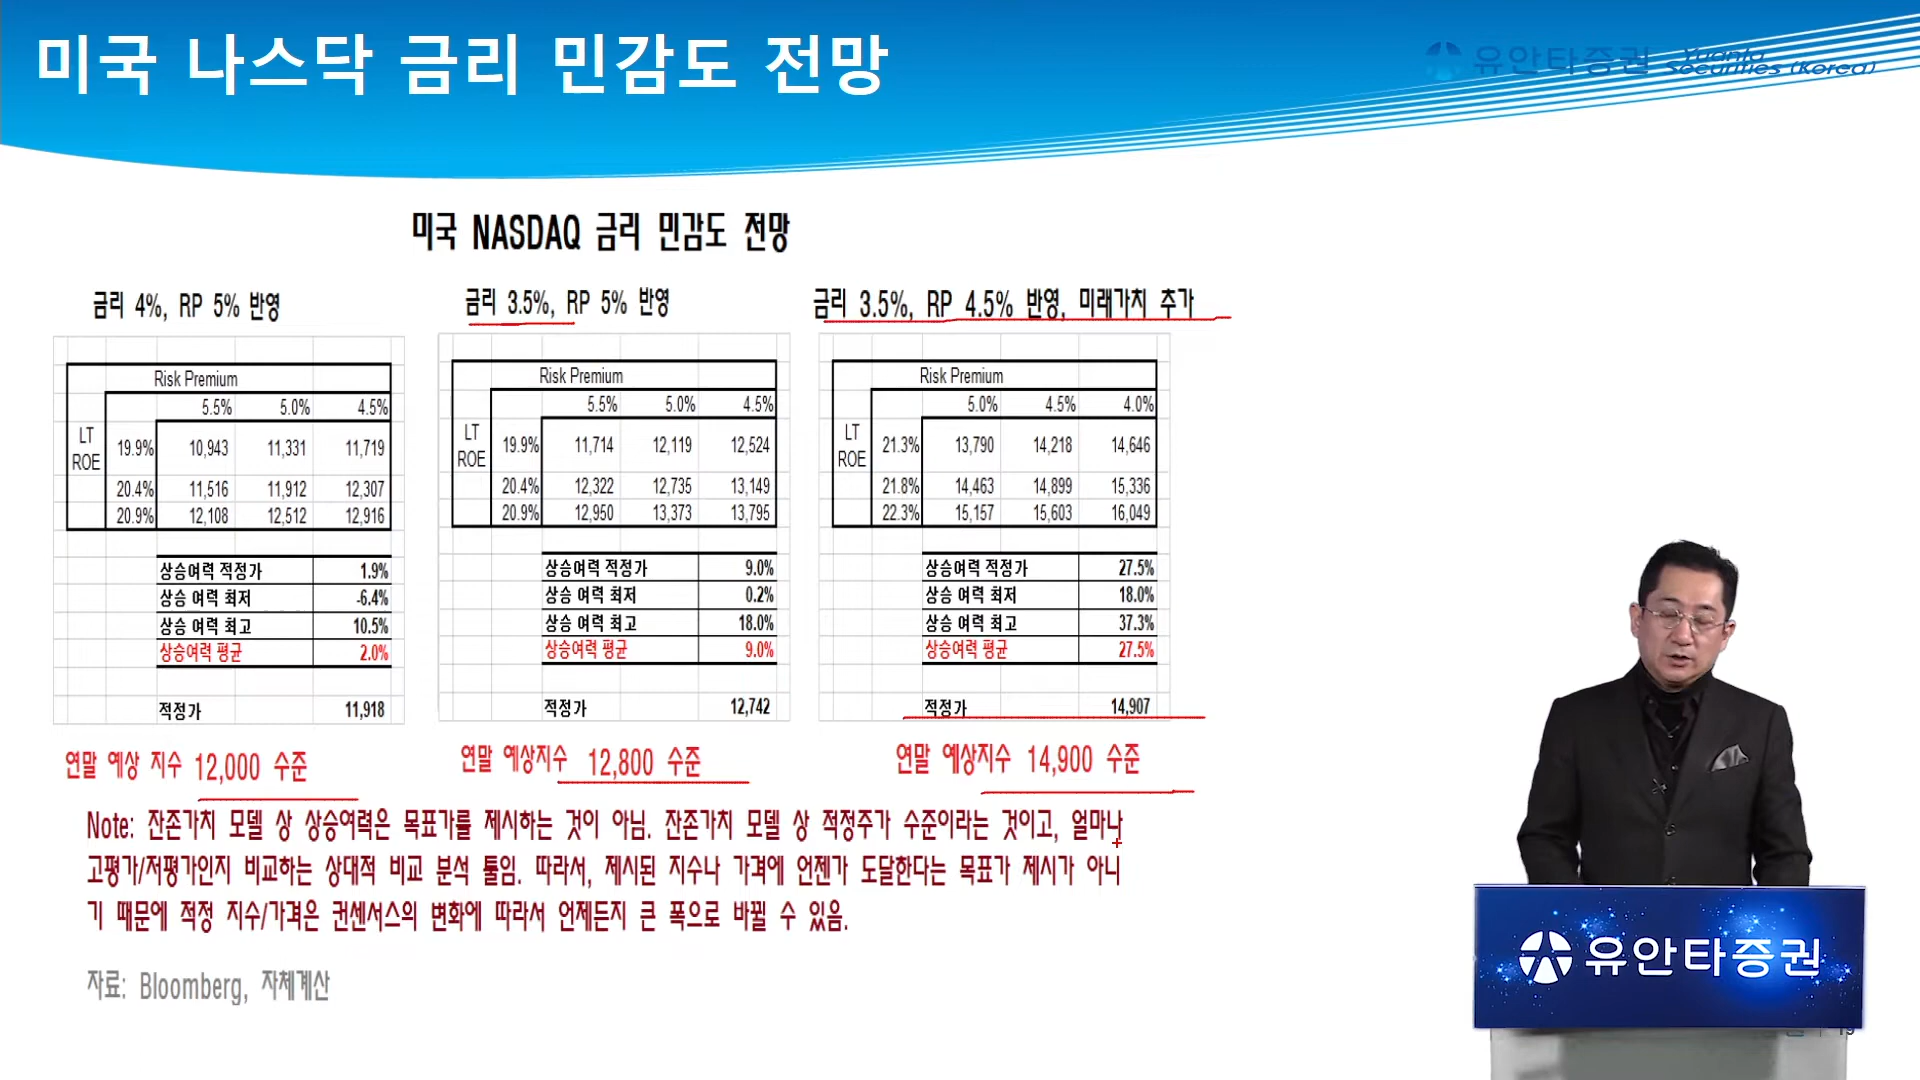 미국 나스닥 금리 민감도 전망
유안타증권 Yuanta Securities (Korea)
미국 NASDAQ 금리 민감도 전망
금리 4%, RP 5% 반영
Risk Premium
5.5% 5.0% 4.5%
LT ROE
19.9% 10,943 11,331 11,719
20.4% 11,516 11,912 12,307
20.9% 12,108 12,512 12,916
상승여력 적정가 1.9%
상승 여력 최저 -6.4%
상승 여력 최고 10.5%
상승여력 평균 2.0%
적정가 11,918
연말 예상 지수 12,000 수준
금리 3.5%, RP 5% 반영
Risk Premium
5.5% 5.0% 4.5%
LT ROE
19.9% 11,714 12,119 12,524
20.4% 12,322 12,735 13,149
20.9% 12,950 13,373 13,795
상승여력 적정가 9.0%
상승 여력 최저 0.2%
상승 여력 최고 18.0%
상승여력 평균 9.0%
적정가 12,742
연말 예상지수 12,800 수준
금리 3.5%, RP 4.5% 반영, 미래가치 추가
Risk Premium
5.0% 4.5% 4.0%
LT ROE
21.3% 13,790 14,218 14,646
21.8% 14,463 14,899 15,336
22.3% 15,157 15,603 16,049
상승여력 적정가 27.5%
상승 여력 최저 18.0%
상승 여력 최고 37.3%
상승여력 평균 27.5%
적정가 14,907
연말 예상지수 14,900 수준
Note: 잔존가치 모델 상 상승여력은 목표가를 제시하는 것이 아님. 잔존가치 모델 상 적정주가 수준이라는 것이고, 얼마나
고평가/저평가인지 비교하는 상대적 비교 분석 툴임. 따라서, 제시된 지수나 가격에 언젠가 도달한다는 목표가 제시가 아니
기 때문에 적정 지수/가격은 컨센서스의 변화에 따라서 언제든지 큰 폭으로 바뀔 수 있음.
자료: Bloomberg, 자체계산
유안타증권